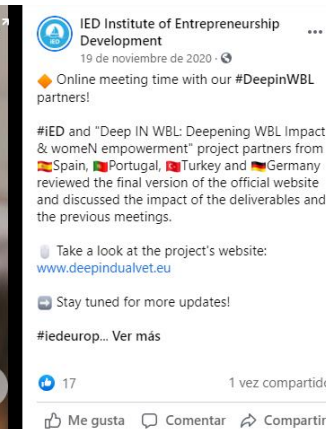 IED Institute of Entrepreneurship
Development
19 de noviembre de 2020 ·
Online meeting time with our #DeepinWBL
partners!
#iED and "Deep IN WBL: Deepening WBL Impact
& womeN empowerment" project partners from
Spain, Portugal, Turkey and Germany
reviewed the final version of the official website
and discussed the impact of the deliverables and
the previous meetings.
Take a look at the project's website:
www.deepindualvet.eu
Stay tuned for more updates!
#iedeurop... Ver más
17
1 vez compartido
Me gusta Comentar Compartir